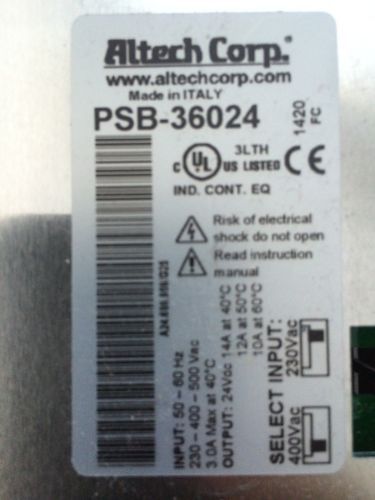 Altech Corp.®
www.altechcorp.com
Made in ITALY
PSB-36024
1420
FC
3LTH
C UL US LISTED CE
IND. CONT. EQ
Risk of electrical
shock do not open
Read instruction
manual
INPUT: 50 - 60 Hz
230 - 400 - 500 Vac
3.0A Max at 40°C
OUTPUT: 24Vdc 14A at 40°C
12A at 50°C
10A at 60°C
SELECT INPUT:
400Vac 230Vac